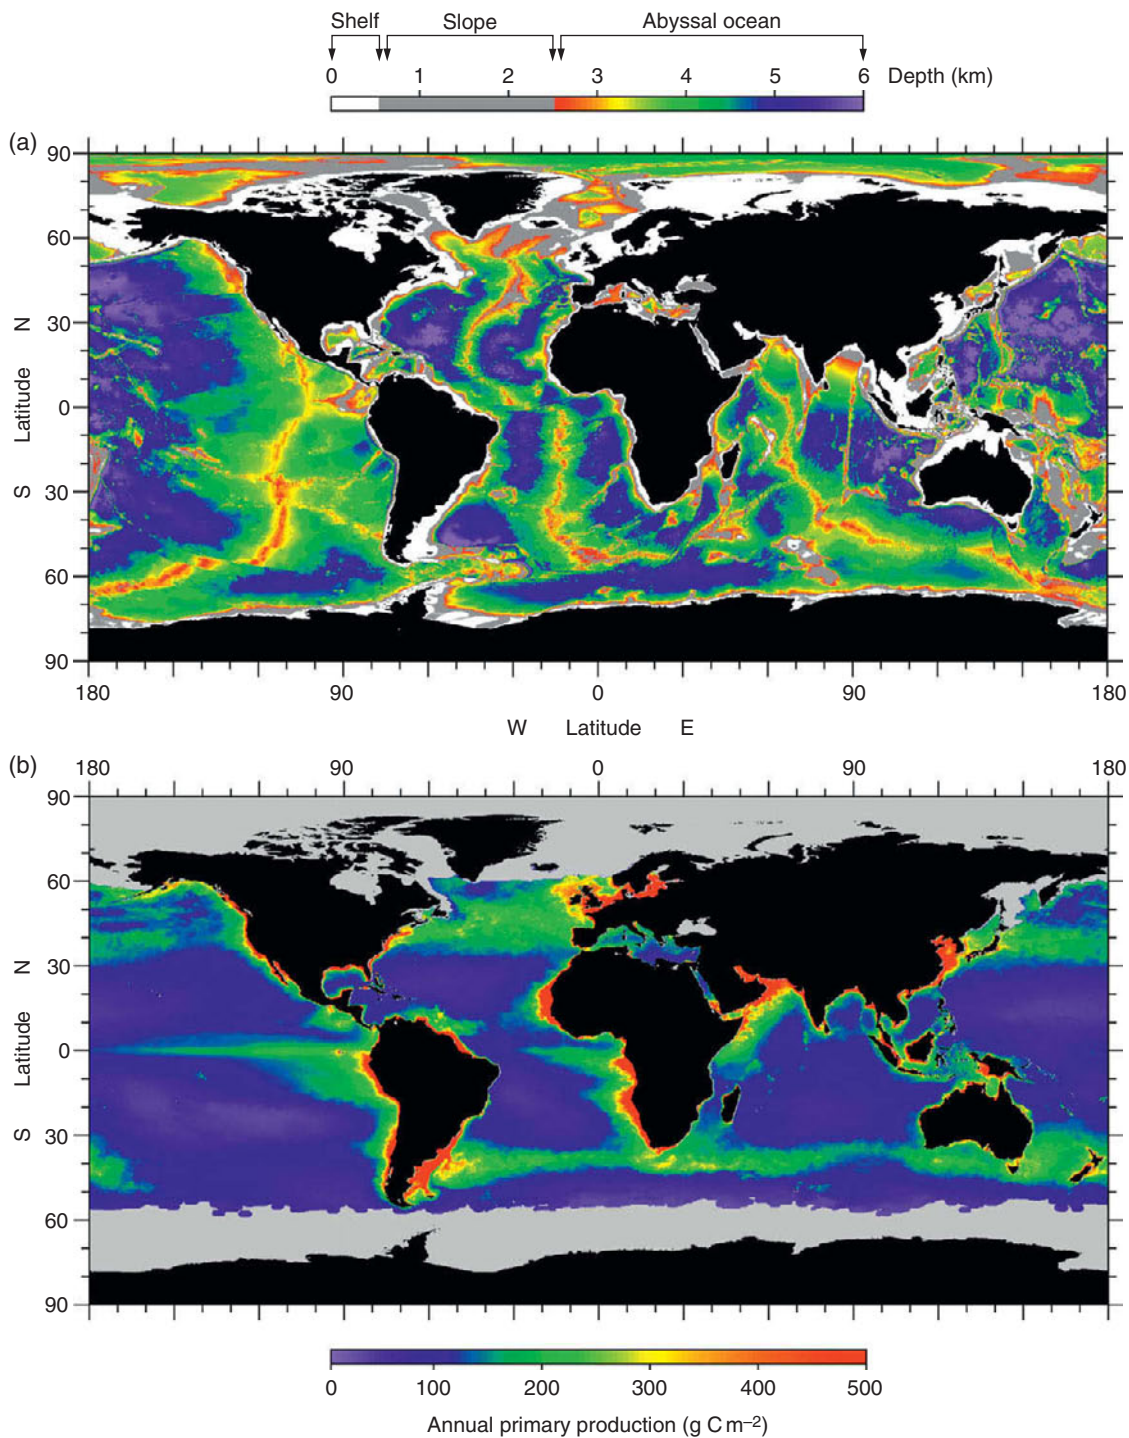 Shelf Slope Abyssal ocean
0 1 2 3 4 5 6 Depth (km)
(a)
90
60
30
0
30
60
90
S Latitude N
180 90 0 90 180
W Latitude E
(b)
180 90 0 90 180
90
60
30
0
30
60
90
S Latitude N
0 100 200 300 400 500
Annual primary production (g C m⁻²)